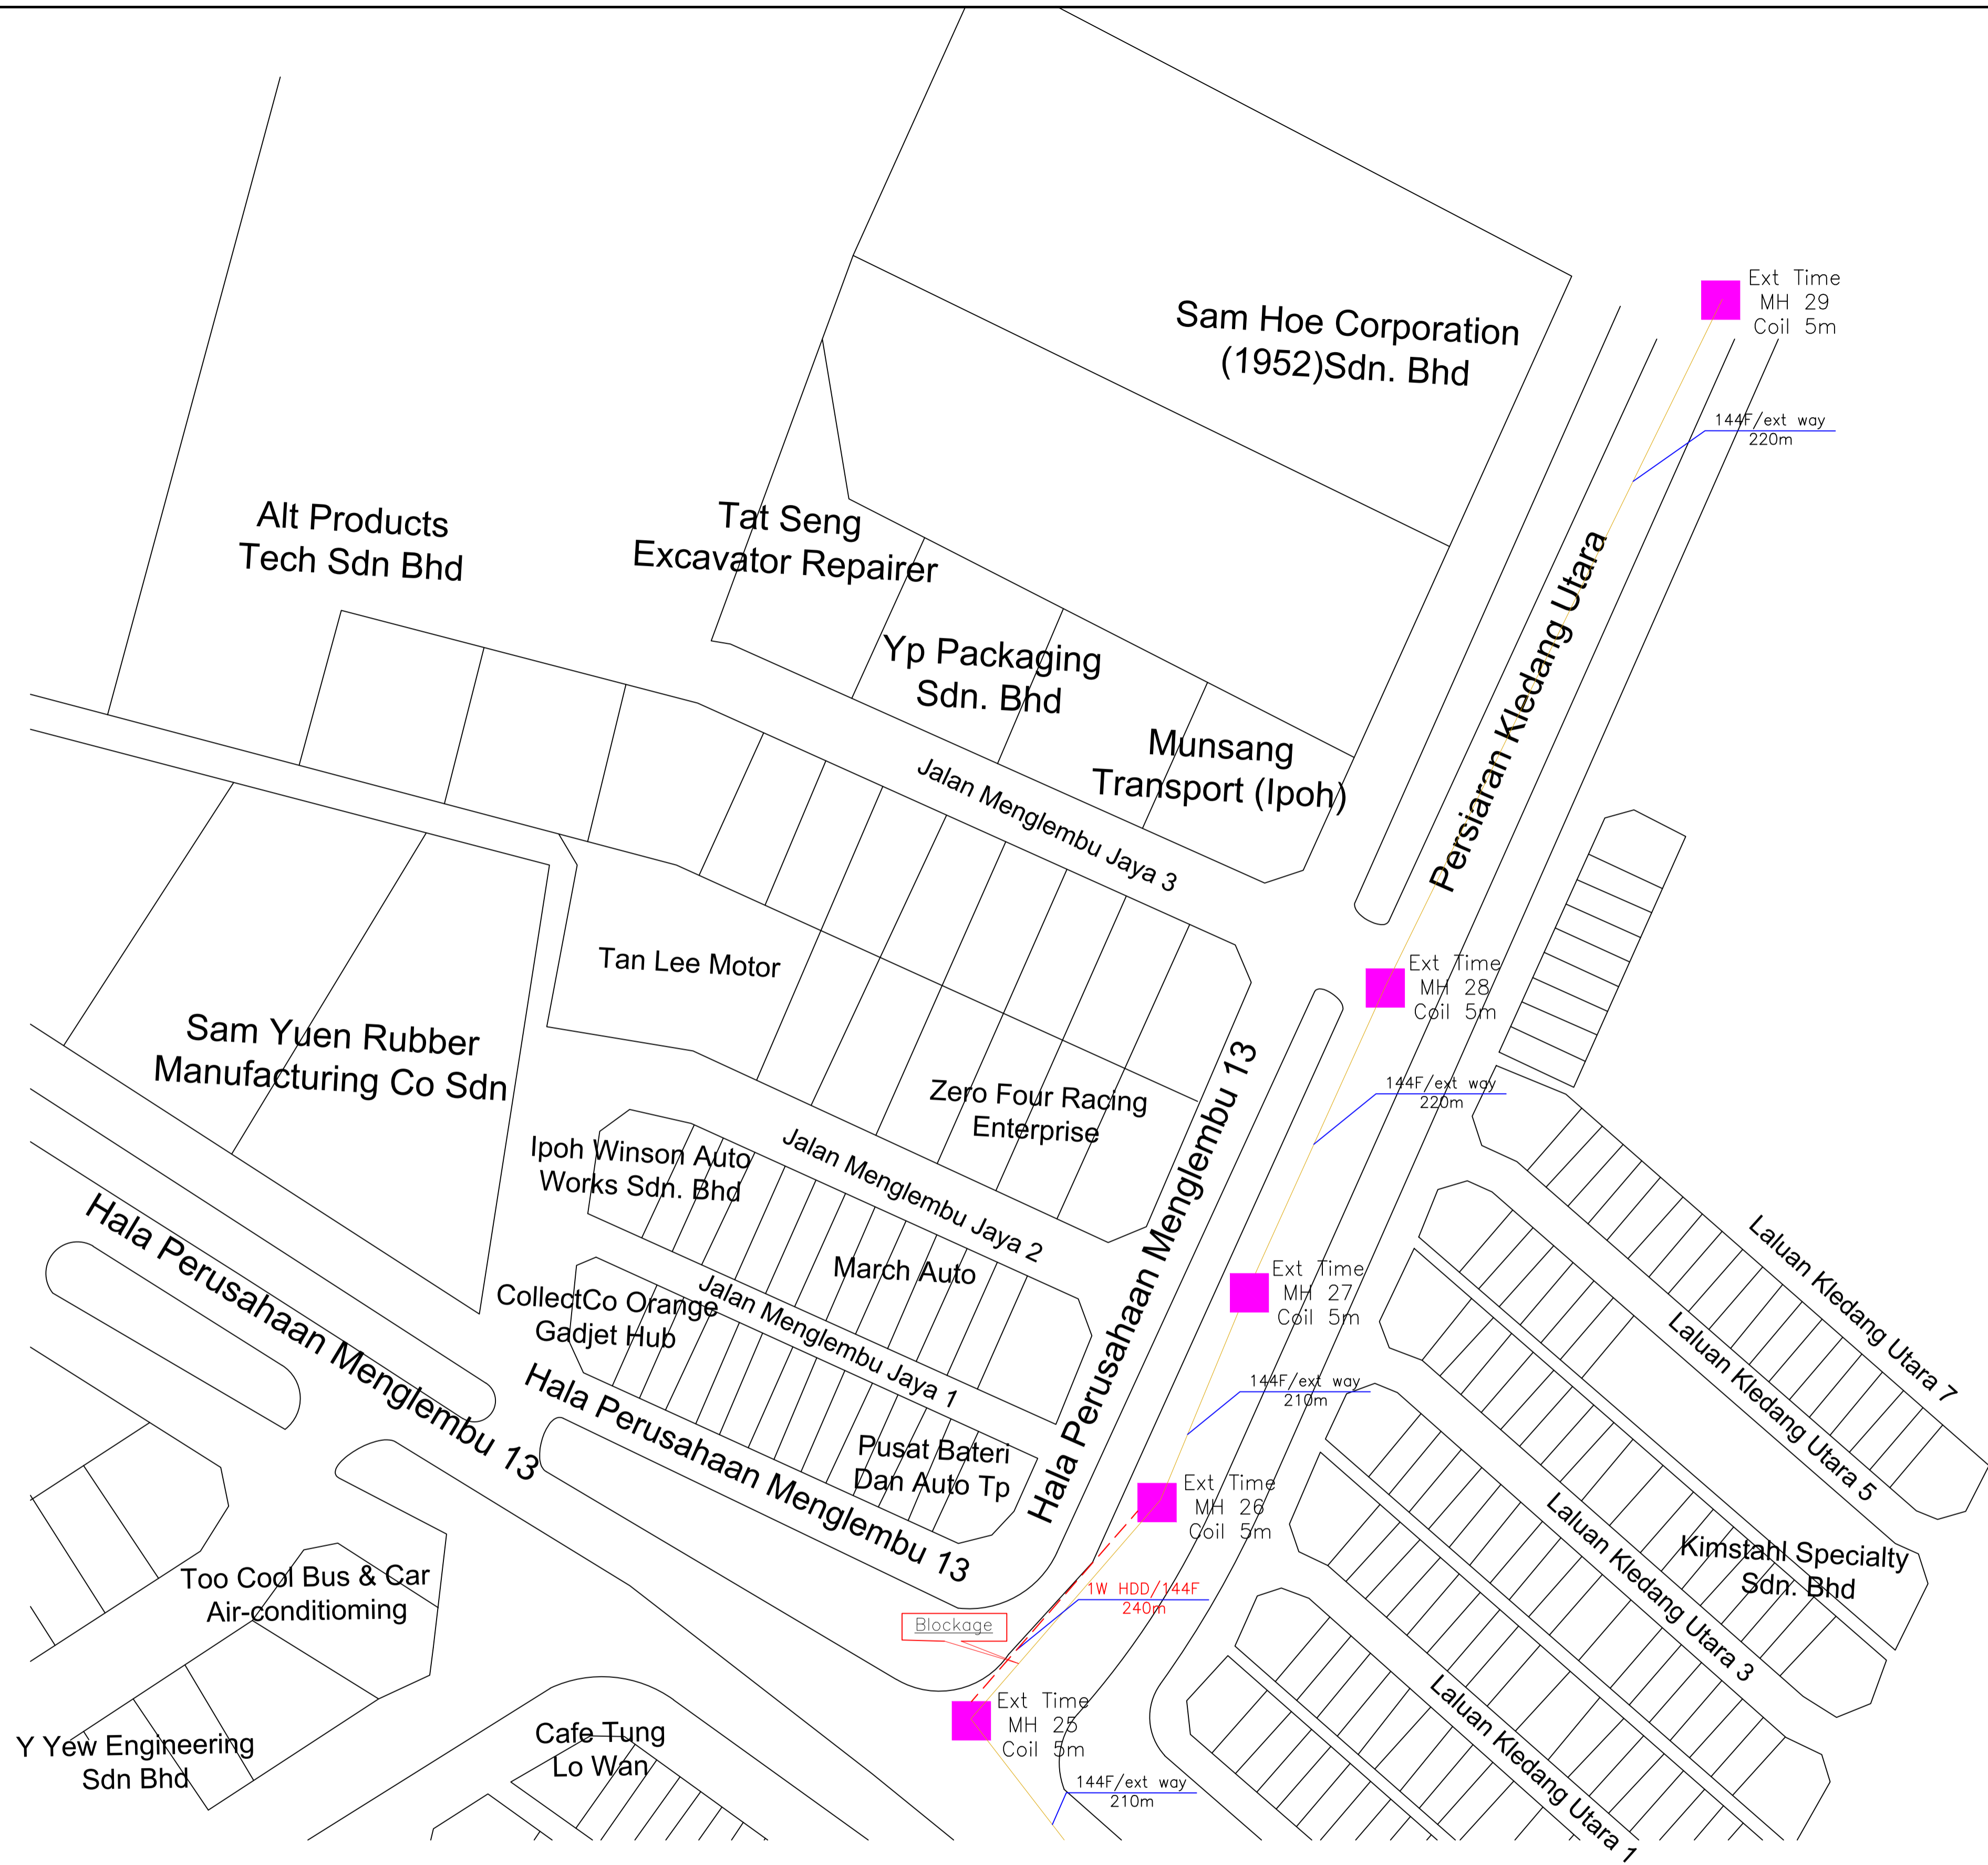 Ext Time
MH 29
Coil 5m
Sam Hoe Corporation
(1952)Sdn. Bhd
144F/ext way
220m
Alt Products
Tech Sdn Bhd
Tat Seng
Excavator Repairer
Persiaran Kledang Utara
Yp Packaging
Sdn. Bhd
Munsang
Transport (Ipoh)
Jalan Menglembu Jaya 3
Tan Lee Motor
Ext Time
MH 28
Coil 5m
Sam Yuen Rubber
Manufacturing Co Sdn
Zero Four Racing
Enterprise
144F/ext way
220m
Hala Perusahaan Menglembu 13
Ipoh Winson Auto
Works Sdn. Bhd
Jalan Menglembu Jaya 2
Hala Perusahaan Menglembu 13
March Auto
Ext Time
MH 27
Coil 5m
Laluan Kledang Utara 7
CollectCo Orange
Gadjet Hub
Jalan Menglembu Jaya 1
Laluan Kledang Utara 5
144F/ext way
210m
Hala Perusahaan Menglembu 13
Pusat Bateri
Dan Auto Tp
Ext Time
MH 26
Coil 5m
Laluan Kledang Utara 3
Kimstahl Specialty
Sdn. Bhd
Too Cool Bus & Car
Air-conditioming
1W HDD/144F
240m
Blockage
Ext Time
MH 25
Coil 5m
Laluan Kledang Utara 1
Y Yew Engineering
Sdn Bhd
Cafe Tung
Lo Wan
144F/ext way
210m